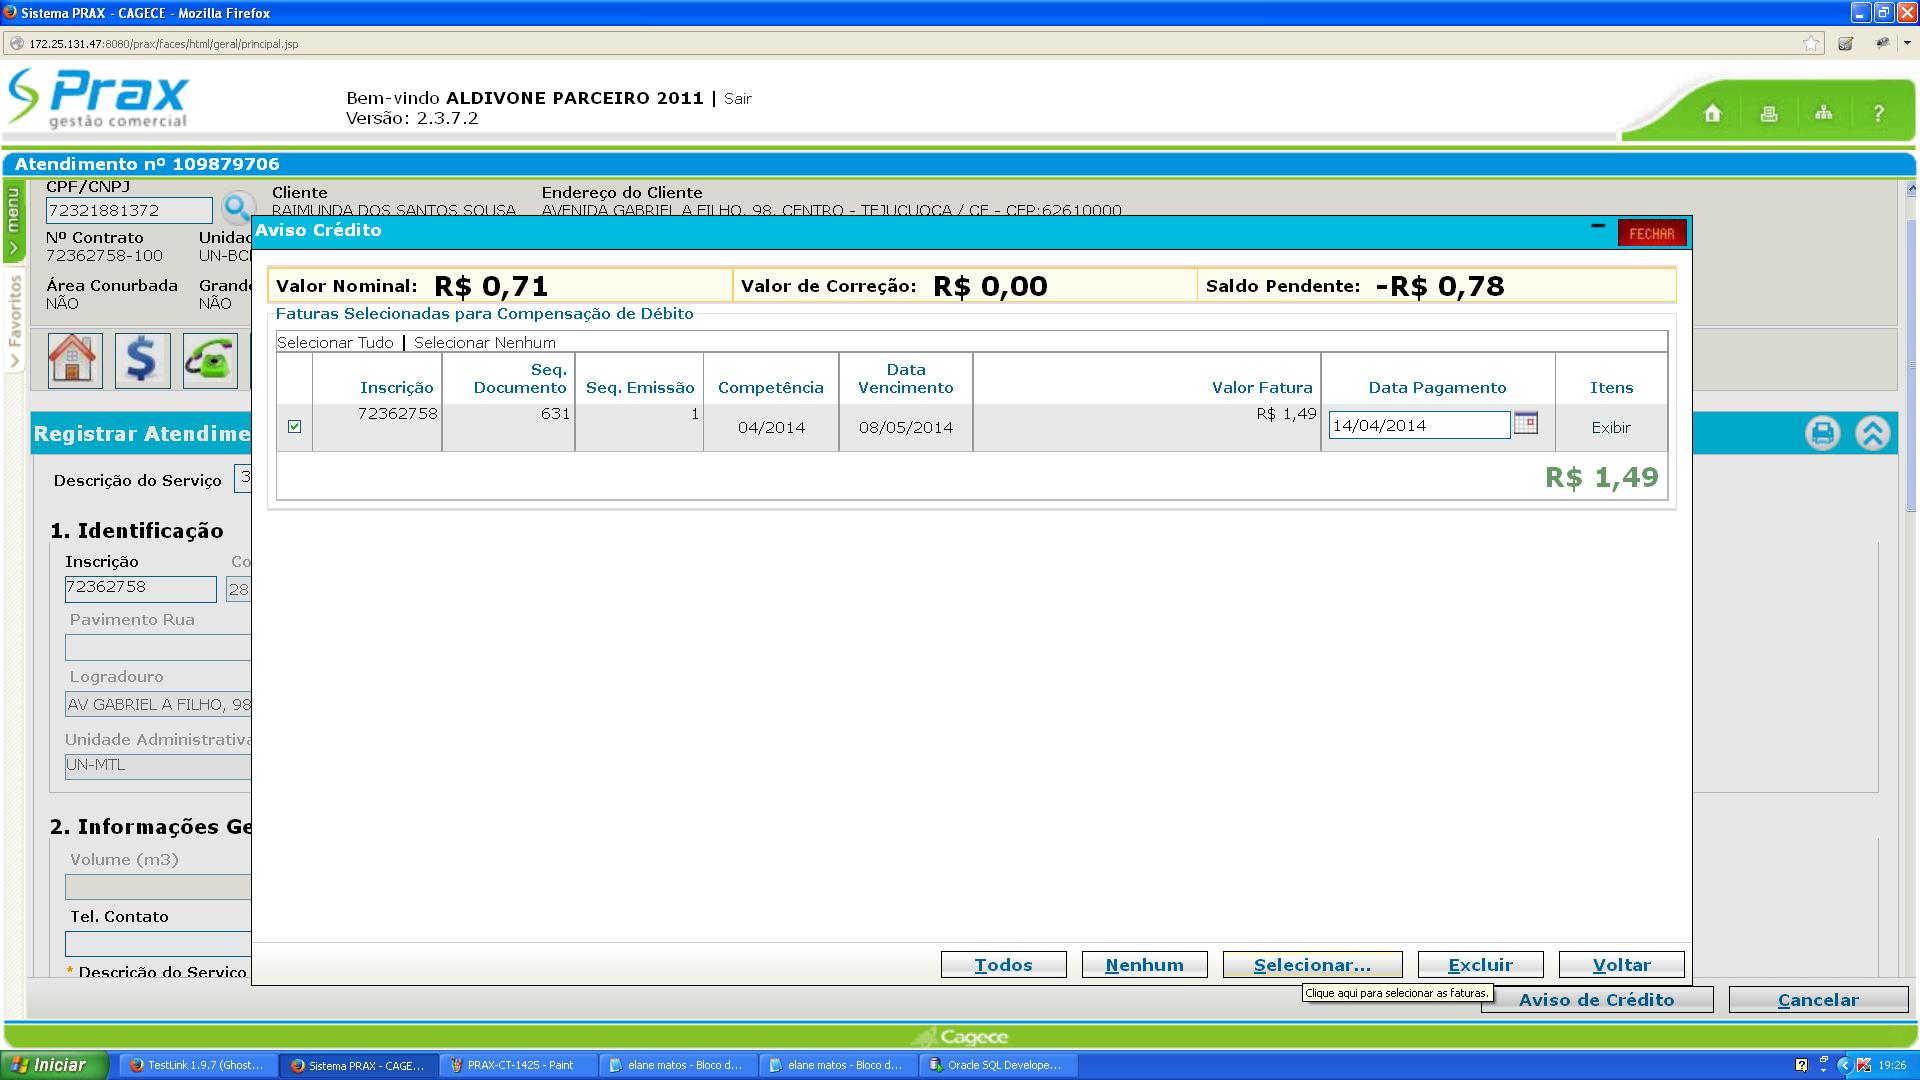 Sistema PRAX - CAGECE - Mozilla Firefox
172.25.131.47:8080/prax/faces/html/geral/principal.jsp
Prax
gestão comercial
Bem-vindo ALDIVONE PARCEIRO 2011 | Sair
Versão: 2.3.7.2
?
Atendimento nº 109879706
menu
Favoritos
CPF/CNPJ
72321881372
Cliente
RAIMUNDA DOS SANTOS SOUSA
Endereço do Cliente
AVENIDA GABRIEL A FILHO, 98, CENTRO - TEJUCUOCA / CE - CEP:62610000
Nº Contrato
72362758-100
Unidad
UN-BC
Área Conurbada
NÃO
Grande
NÃO
Registrar Atendime
Descrição do Serviço 3
1. Identificação
Inscrição
72362758
Co
28
Pavimento Rua
Logradouro
AV GABRIEL A FILHO, 98
Unidade Administrativa
UN-MTL
2. Informações Ge
Volume (m3)
Tel. Contato
* Descrição do Serviço
Aviso Crédito
FECHAR
Valor Nominal: R$ 0,71
Valor de Correção: R$ 0,00
Saldo Pendente: -R$ 0,78
Faturas Selecionadas para Compensação de Débito
Selecionar Tudo | Selecionar Nenhum
Inscrição Seq. Documento Seq. Emissão Competência Data Vencimento Valor Fatura Data Pagamento Itens
72362758 631 1 04/2014 08/05/2014 R$ 1,49 14/04/2014 Exibir
R$ 1,49
Todos Nenhum Selecionar... Excluir Voltar
Clique aqui para selecionar as faturas.
Aviso de Crédito Cancelar
Cagece
Iniciar
TestLink 1.9.7 (Ghost...
Sistema PRAX - CAGE...
PRAX-CT-1425 - Paint
elane matos - Bloco d...
elane matos - Bloco d...
Oracle SQL Develope...
19:26